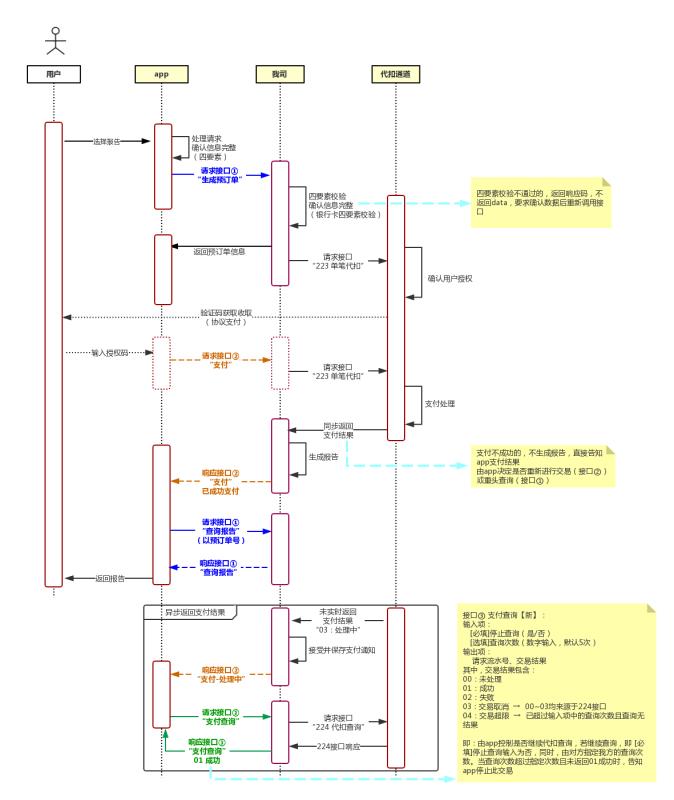 用户
app
我司
代扣通道
选择报告
处理请求
确认信息完整
（四要素）
请求接口①
“生成预订单”
四要素校验
确认信息完整
（银行卡四要素校验）
四要素校验不通过的，返回响应码，不
返回data，要求确认数据后重新调用接
口
返回预订单信息
请求接口
“223 单笔代扣”
确认用户授权
验证码获取收取
（协议支付）
输入授权码
请求接口②
“支付”
请求接口
“223 单笔代扣”
支付处理
同步返回
支付结果
生成报告
支付不成功的，不生成报告，直接告知
app支付结果
由app决定是否重新进行交易（接口②）
或重头查询（接口①）
响应接口②
“支付”
已成功支付
请求接口①
“查询报告”
（以预订单号）
响应接口①
“查询报告”
返回报告
异步返回支付结果
未实时返回
支付结果
“03：处理中”
接受并保存支付通知
响应接口②
“支付-处理中”
请求接口③
“支付查询”
请求接口
“224 代扣查询”
响应接口③
“支付查询”
01 成功
224接口响应
接口③ 支付查询【新】：
输入项：
[必填]停止查询（是/否）
[选填]查询次数（数字输入，默认5次）
输出项：
请求流水号、交易结果
其中，交易结果包含：
00：未处理
01：成功
02：失败
03：交易取消 → 00~03均来源于224接口
04：交易超限 → 已超过输入项中的查询次数且查询无
结果
即：由app控制是否继续代扣查询，若继续查询，即 [必
填]停止查询输入为否，同时，由对方指定我方的查询次
数。当查询次数超过指定次数且未返回01成功时，告知
app停止此交易